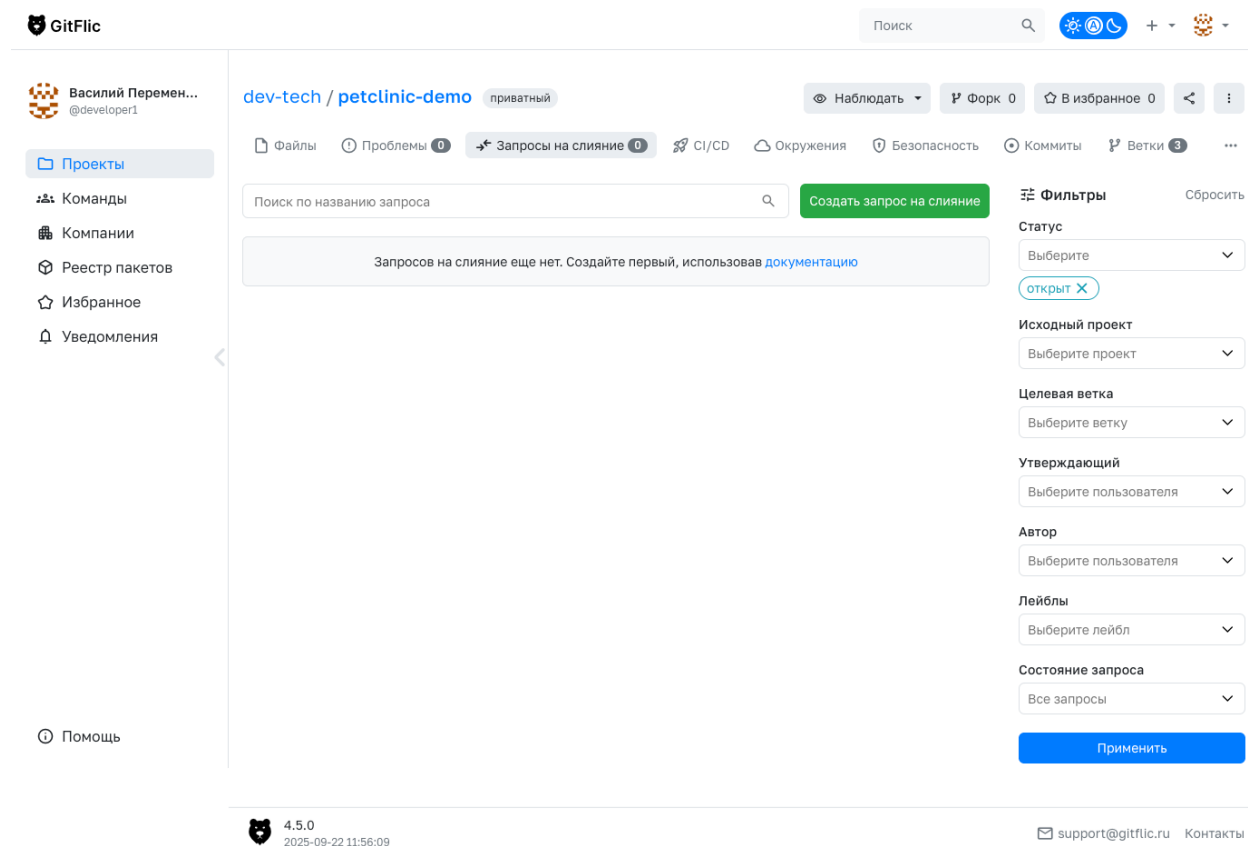 GitFlic
Поиск
Василий Перемен...
@developer1
Проекты
Команды
Компании
Реестр пакетов
Избранное
Уведомления
Помощь
dev-tech / petclinic-demo приватный
Наблюдать
Форк 0
В избранное 0
Файлы
Проблемы 0
Запросы на слияние 0
CI/CD
Окружения
Безопасность
Коммиты
Ветки 3
Поиск по названию запроса
Создать запрос на слияние
Запросов на слияние еще нет. Создайте первый, использовав документацию
Фильтры
Сбросить
Статус
Выберите
открыт
Исходный проект
Выберите проект
Целевая ветка
Выберите ветку
Утверждающий
Выберите пользователя
Автор
Выберите пользователя
Лейблы
Выберите лейбл
Состояние запроса
Все запросы
Применить
4.5.0
2025-09-22 11:56:09
support@gitflic.ru
Контакты